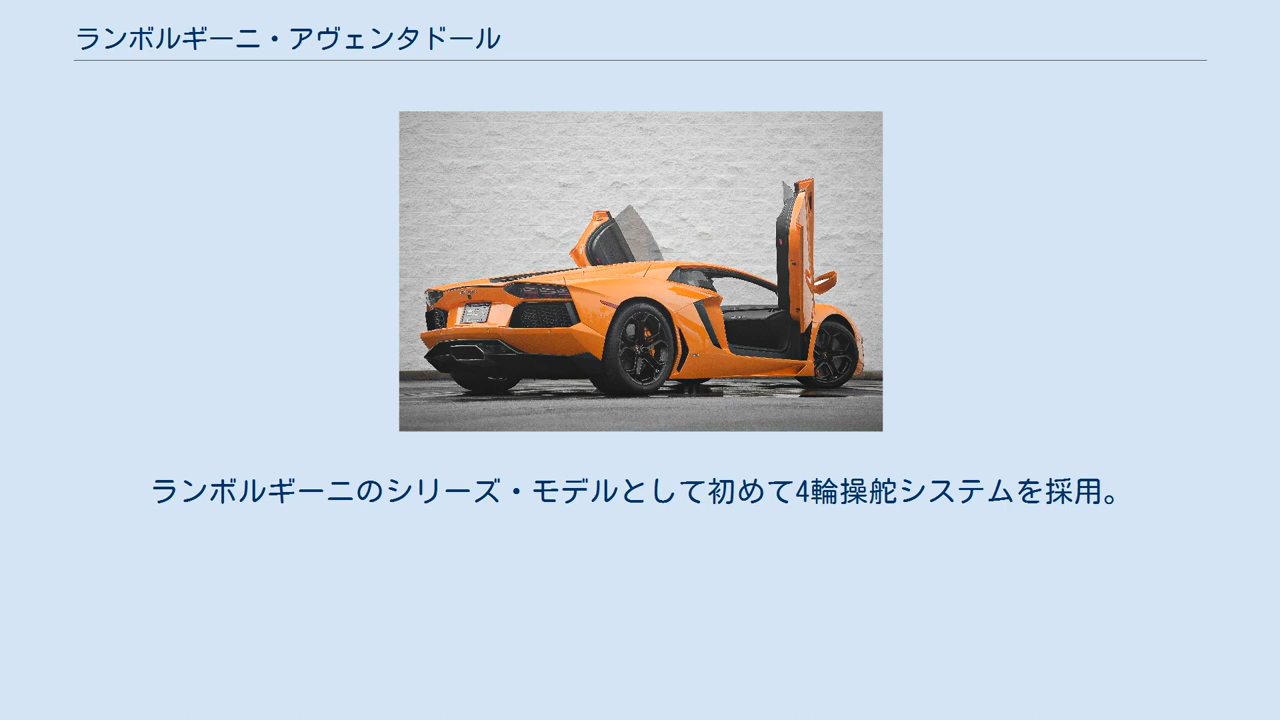 ランボルギーニ・アヴェンタドール
ランボルギーニのシリーズ・モデルとして初めて4輪操舵システムを採用。